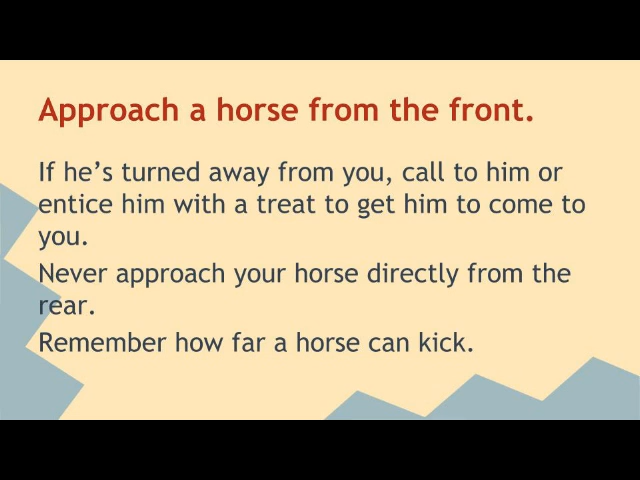 Approach a horse from the front.
If he’s turned away from you, call to him or
entice him with a treat to get him to come to
you.
Never approach your horse directly from the
rear.
Remember how far a horse can kick.